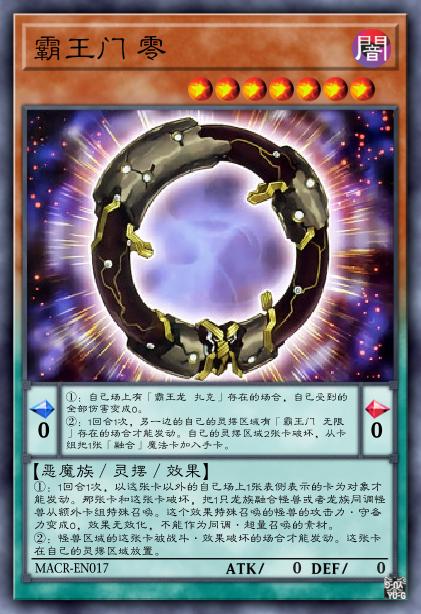 霸王门 零
闇
①：自己场上有「霸王龙 扎克」存在的场合，自己受到的
全部伤害变成0。
②：1回合1次，另一边的自己的灵摆区域有「霸王门 无限
」存在的场合才能发动。自己的灵摆区域2张卡破坏，从卡
组把1张「融合」魔法卡加入手卡。
0
0
【恶魔族／灵摆／效果】
①：1回合1次，以这张卡以外的自己场上1张表侧表示的卡为对象才
能发动。那张卡和这张卡破坏，把1只龙族融合怪兽或者龙族同调怪
兽从额外卡组特殊召唤。这个效果特殊召唤的怪兽的攻击力·守备
力变成0，效果无效化，不能作为同调·超量召唤的素材。
②：怪兽区域的这张卡被战斗·效果破坏的场合才能发动。这张卡
在自己的灵摆区域放置。
MACR-EN017
ATK/ 0 DEF/ 0